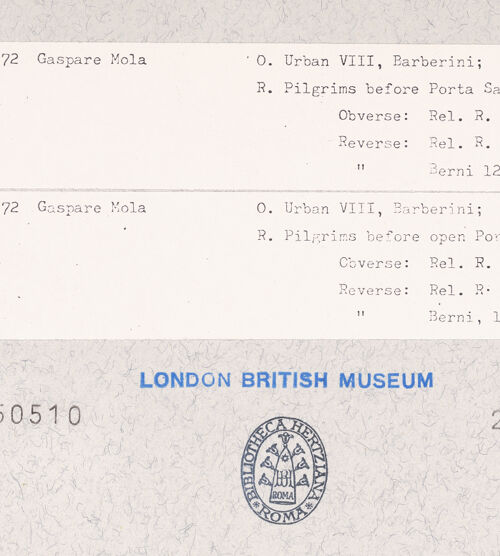 72 Gaspare Mola O. Urban VIII, Barberini;
R. Pilgrims before Porta Sa
Obverse: Rel. R.
Reverse: Rel. R.
" Berni 12
72 Gaspare Mola O. Urban VIII, Barberini;
R. Pilgrims before open Por
Obverse: Rel. R.
Reverse: Rel. R.
" Berni, 1
LONDON BRITISH MUSEUM
50510 2
BIBLIOTHECA HERTZIANA
ROMA
ROMA